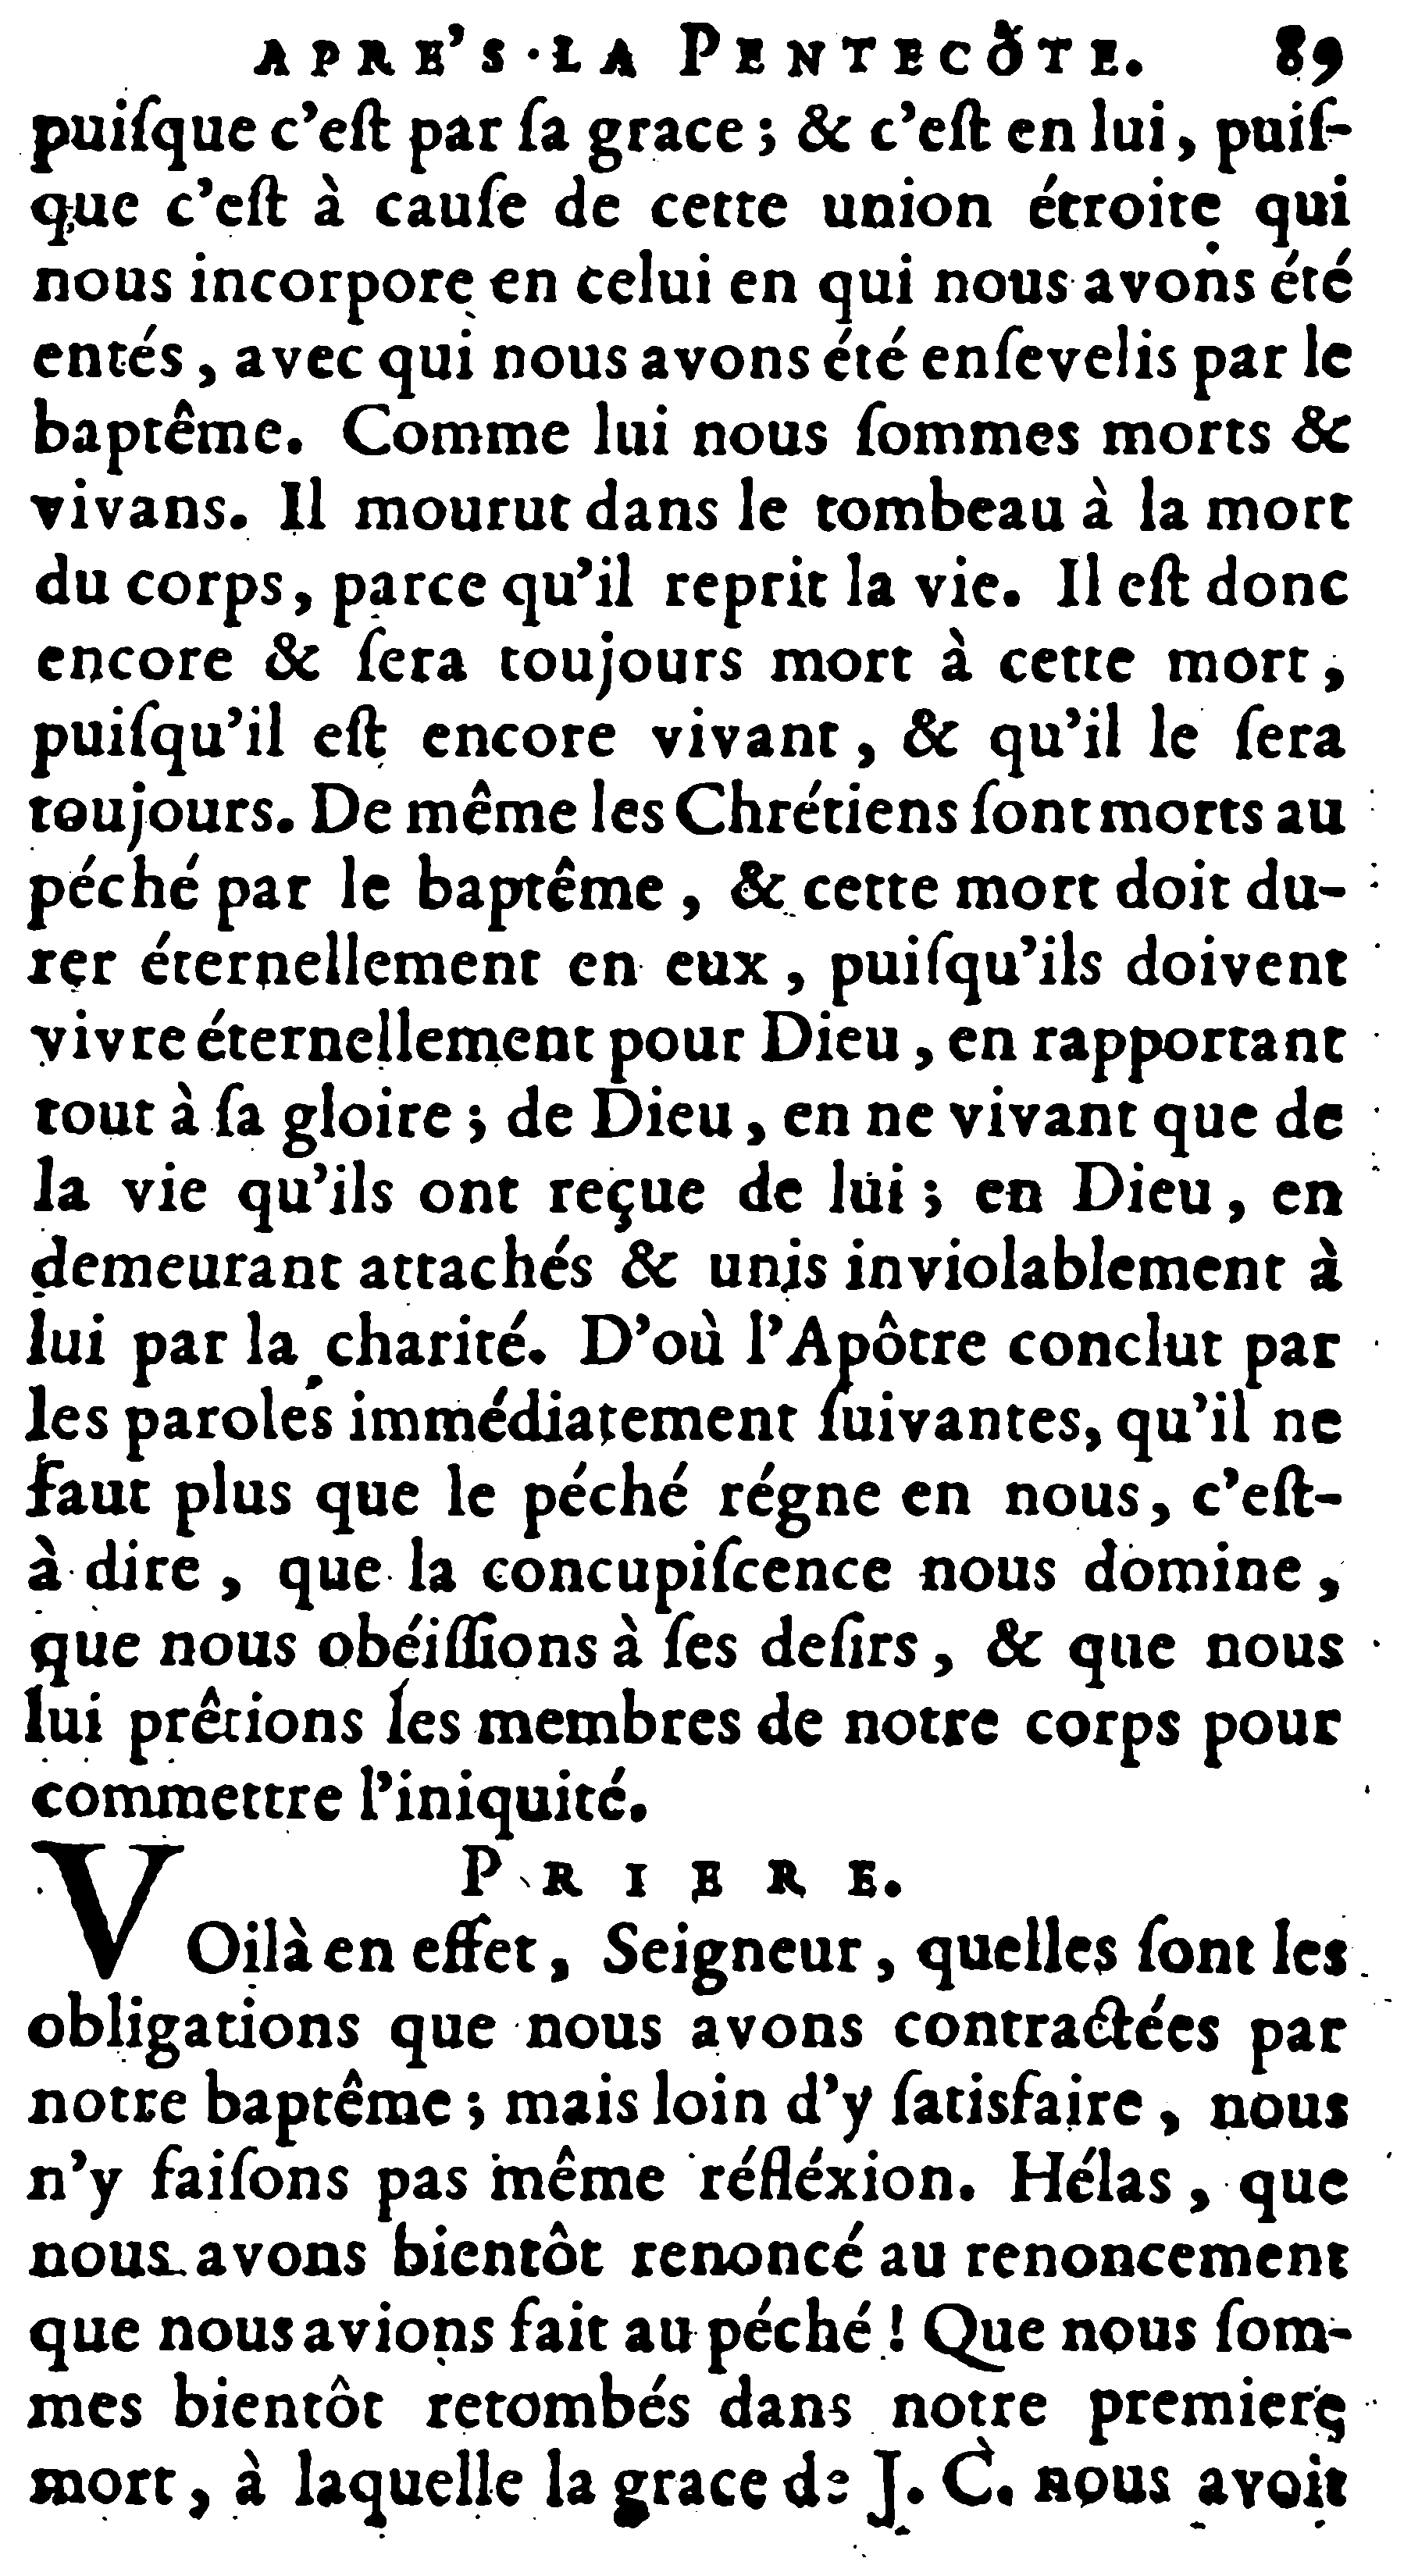 APRE'S LA PENTECÔTE. 89
puiſque c'eſt par ſa grace ; & c'eſt en lui, puiſ-
que c'eſt à cauſe de cette union étroite qui
nous incorpore en celui en qui nous avons été
entés, avec qui nous avons été enſevelis par le
baptême. Comme lui nous ſommes morts &
vivans. Il mourut dans le tombeau à la mort
du corps, parce qu'il reprit la vie. Il eſt donc
encore & ſera toujours mort à cette mort,
puiſqu'il eſt encore vivant, & qu'il le ſera
toujours. De même les Chrétiens ſont morts au
péché par le baptême, & cette mort doit du-
rer éternellement en eux, puiſqu'ils doivent
vivre éternellement pour Dieu, en rapportant
tout à ſa gloire ; de Dieu, en ne vivant que de
la vie qu'ils ont reçue de lui ; en Dieu, en
demeurant attachés & unis inviolablement à
lui par la charité. D'où l'Apôtre conclut par
les paroles immédiatement ſuivantes, qu'il ne
faut plus que le péché régne en nous, c'eſt-
à dire, que la concupiſcence nous domine,
que nous obéiſſions à ſes deſirs, & que nous
lui prêtions les membres de notre corps pour
commettre l'iniquité.
PRIERE.
VOilà en effet, Seigneur, quelles ſont les
obligations que nous avons contractées par
notre baptême ; mais loin d'y ſatisfaire, nous
n'y faiſons pas même réfléxion. Hélas, que
nous avons bientôt renoncé au renoncement
que nous avions fait au péché ! Que nous ſom-
mes bientôt retombés dans notre premiere
mort, à laquelle la grace de J. C. nous avoit